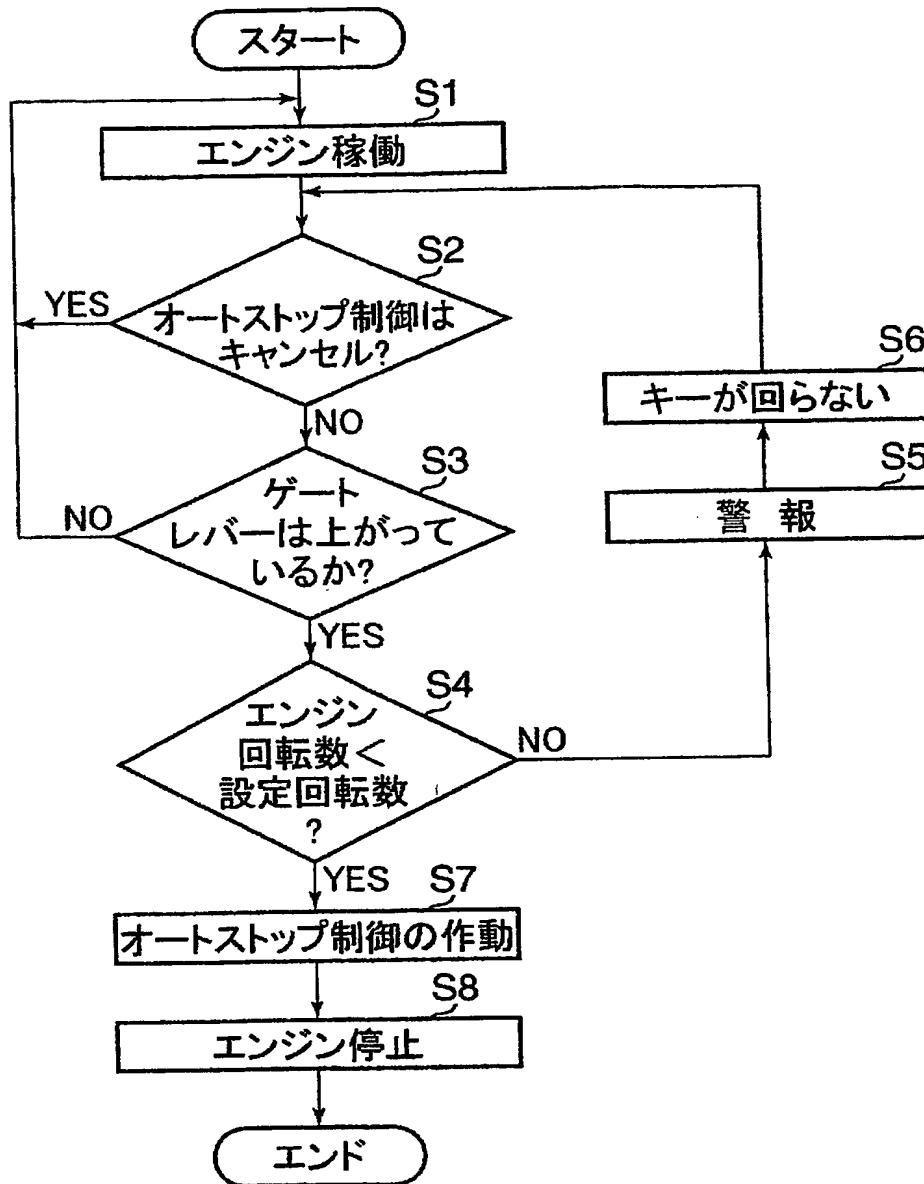 スタート
S1
エンジン稼働
S2
YES
オートストップ制御は
キャンセル?
NO
S3
NO
ゲート
レバーは上がって
いるか?
YES
S4
エンジン
回転数<
設定回転数
?
NO
S6
キーが回らない
S5
警 報
YES
S7
オートストップ制御の作動
S8
エンジン停止
エンド